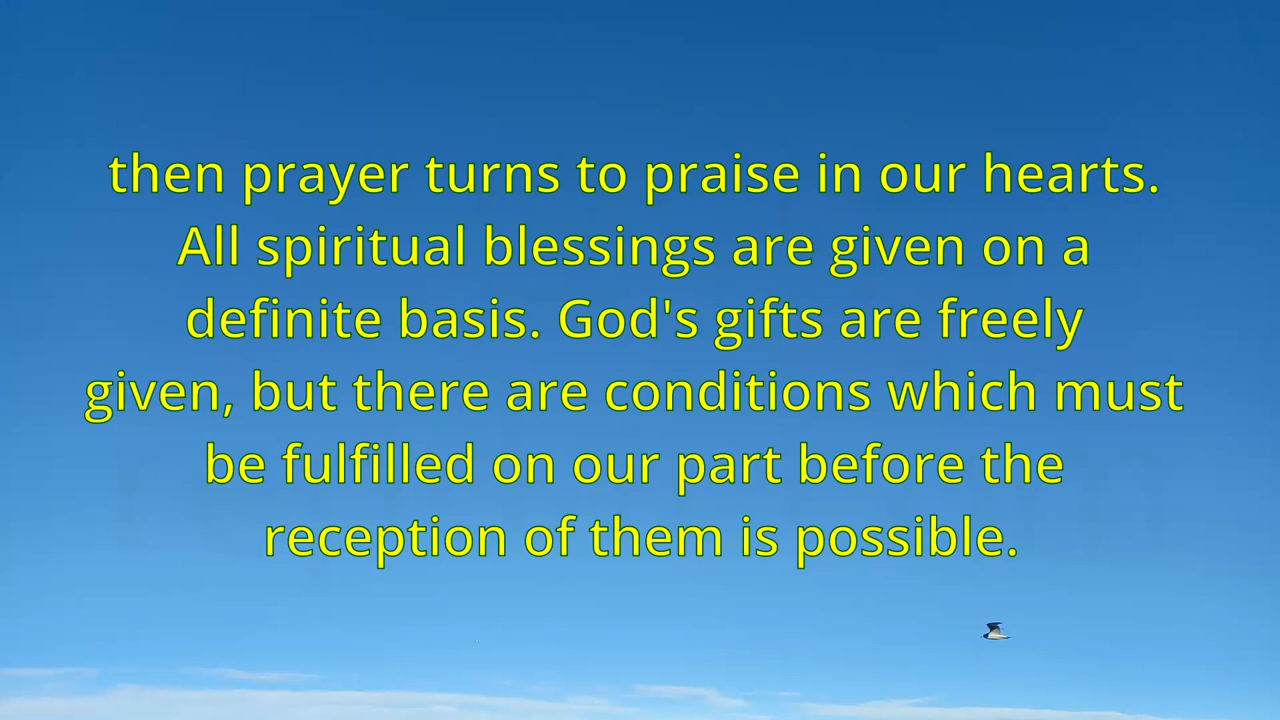 then prayer turns to praise in our hearts.
All spiritual blessings are given on a
definite basis. God's gifts are freely
given, but there are conditions which must
be fulfilled on our part before the
reception of them is possible.